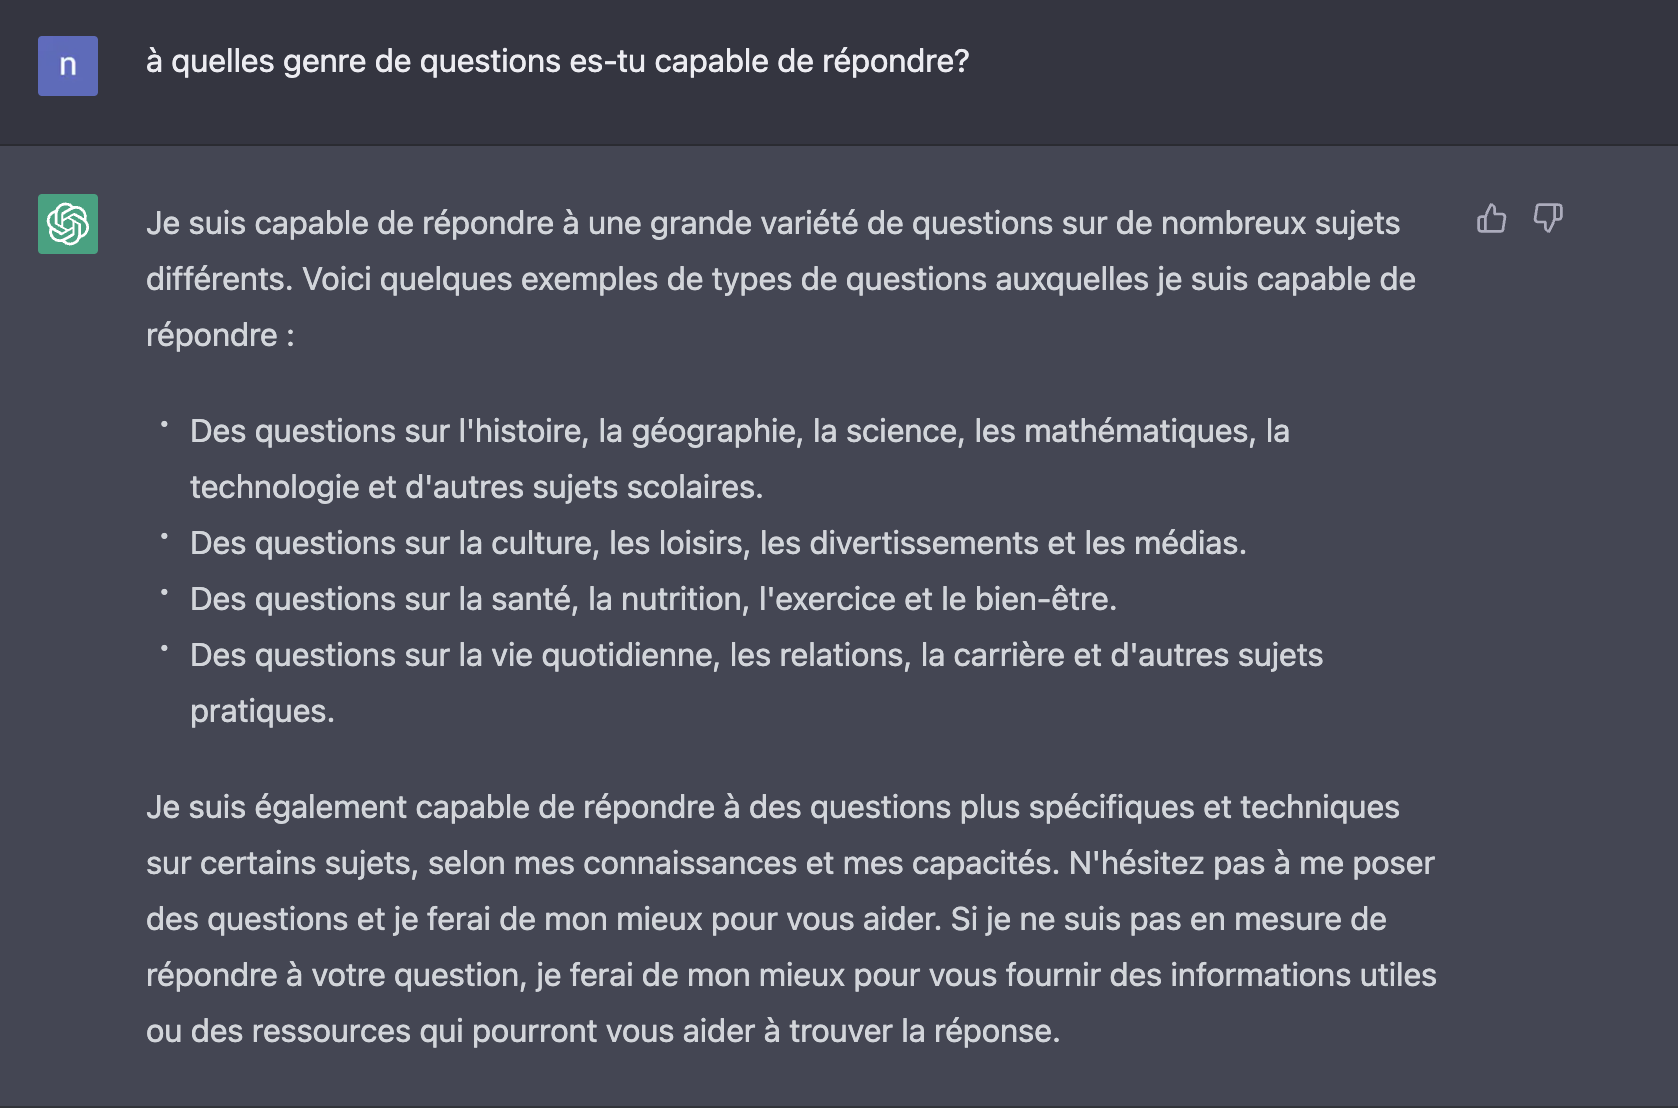 n
à quelles genre de questions es-tu capable de répondre?
Je suis capable de répondre à une grande variété de questions sur de nombreux sujets
différents. Voici quelques exemples de types de questions auxquelles je suis capable de
répondre :
• Des questions sur l'histoire, la géographie, la science, les mathématiques, la
technologie et d'autres sujets scolaires.
• Des questions sur la culture, les loisirs, les divertissements et les médias.
• Des questions sur la santé, la nutrition, l'exercice et le bien-être.
• Des questions sur la vie quotidienne, les relations, la carrière et d'autres sujets
pratiques.
Je suis également capable de répondre à des questions plus spécifiques et techniques
sur certains sujets, selon mes connaissances et mes capacités. N'hésitez pas à me poser
des questions et je ferai de mon mieux pour vous aider. Si je ne suis pas en mesure de
répondre à votre question, je ferai de mon mieux pour vous fournir des informations utiles
ou des ressources qui pourront vous aider à trouver la réponse.